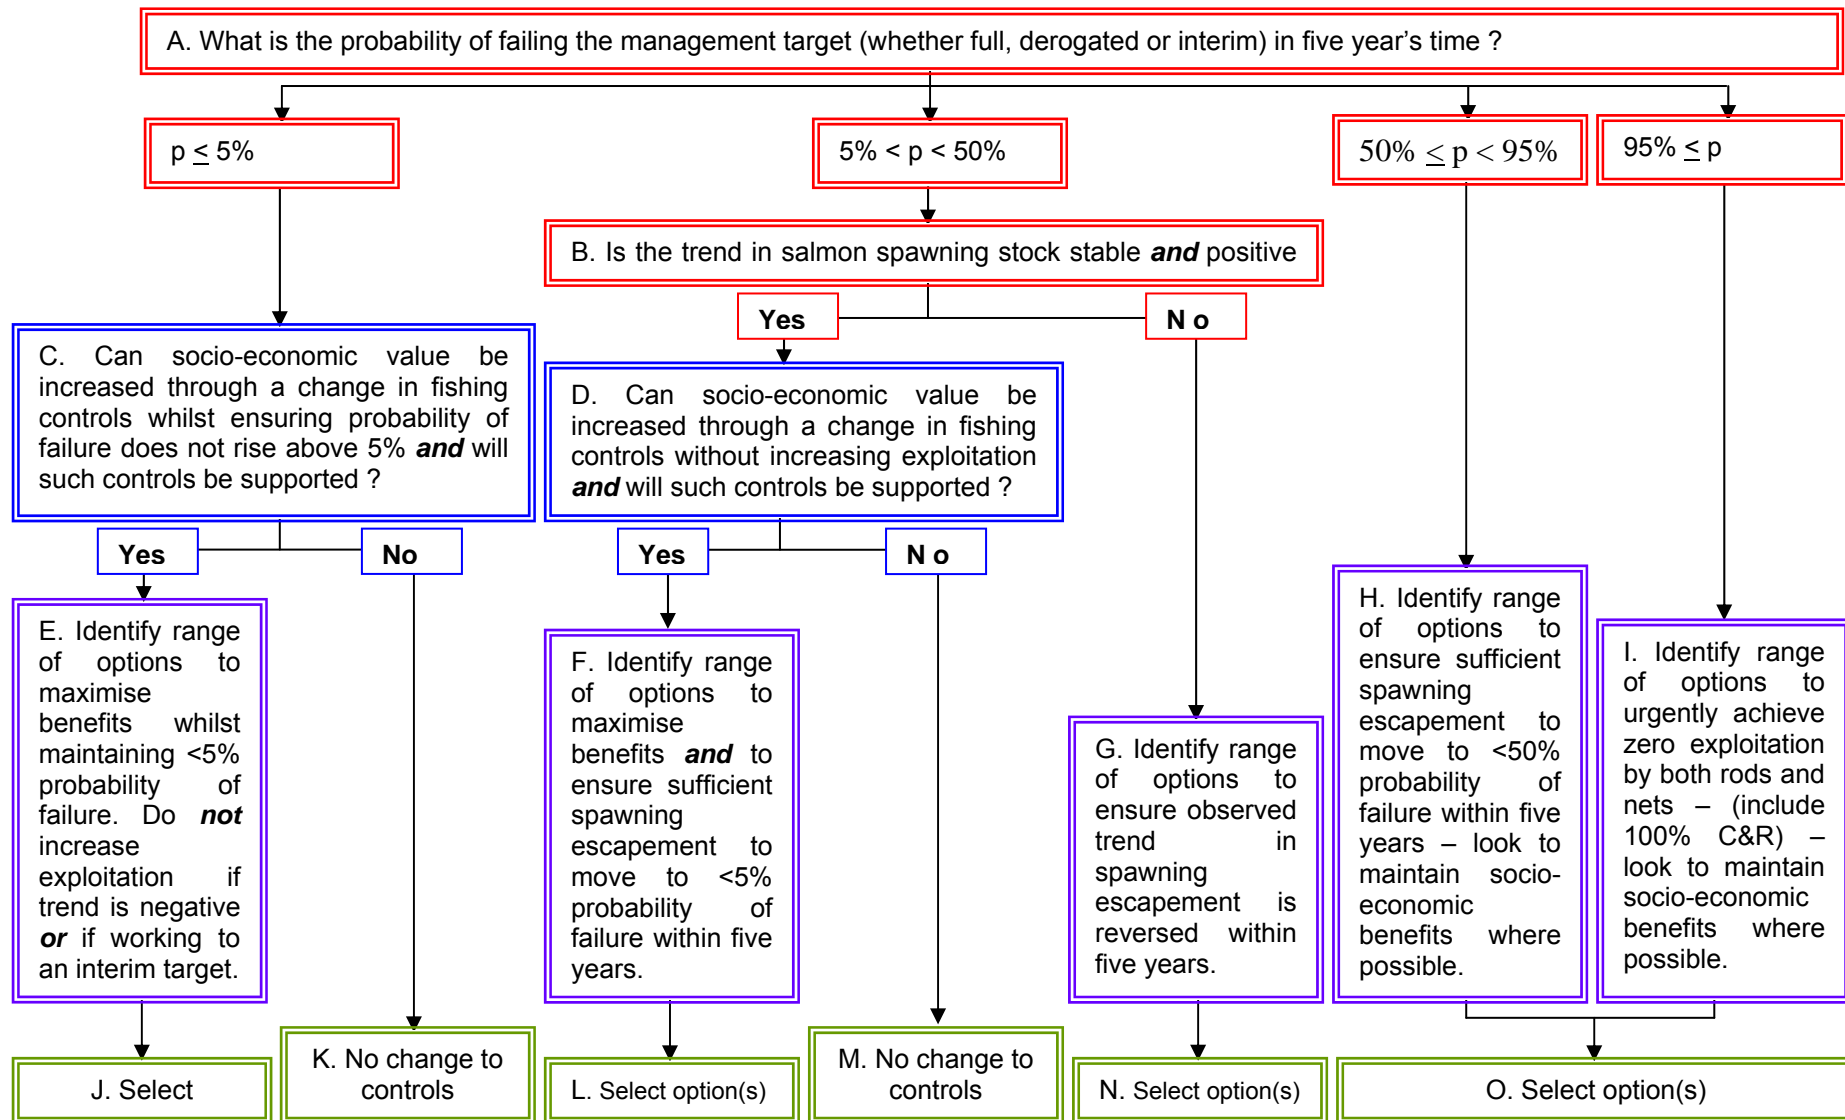 A. What is the probability of failing the management target (whether full, derogated or interim) in five year's time ?
p ≤ 5%
5% < p < 50%
50% ≤ p < 95%
95% ≤ p
B. Is the trend in salmon spawning stock stable and positive
Yes
N o
C. Can socio-economic value be
increased through a change in fishing
controls whilst ensuring probability of
failure does not rise above 5% and will
such controls be supported ?
D. Can socio-economic value be
increased through a change in fishing
controls without increasing exploitation
and will such controls be supported ?
Yes
No
Yes
N o
E. Identify range
of options to
maximise
benefits whilst
maintaining <5%
probability of
failure. Do not
increase
exploitation if
trend is negative
or if working to
an interim target.
F. Identify range
of options to
maximise
benefits and to
ensure sufficient
spawning
escapement to
move to <5%
probability of
failure within five
years.
G. Identify range
of options to
ensure observed
trend in
spawning
escapement is
reversed within
five years.
H. Identify range
of options to
ensure sufficient
spawning
escapement to
move to <50%
probability of
failure within five
years – look to
maintain socio-
economic
benefits where
possible.
I. Identify range
of options to
urgently achieve
zero exploitation
by both rods and
nets – (include
100% C&R) –
look to maintain
socio-economic
benefits where
possible.
J. Select
K. No change to
controls
L. Select option(s)
M. No change to
controls
N. Select option(s)
O. Select option(s)